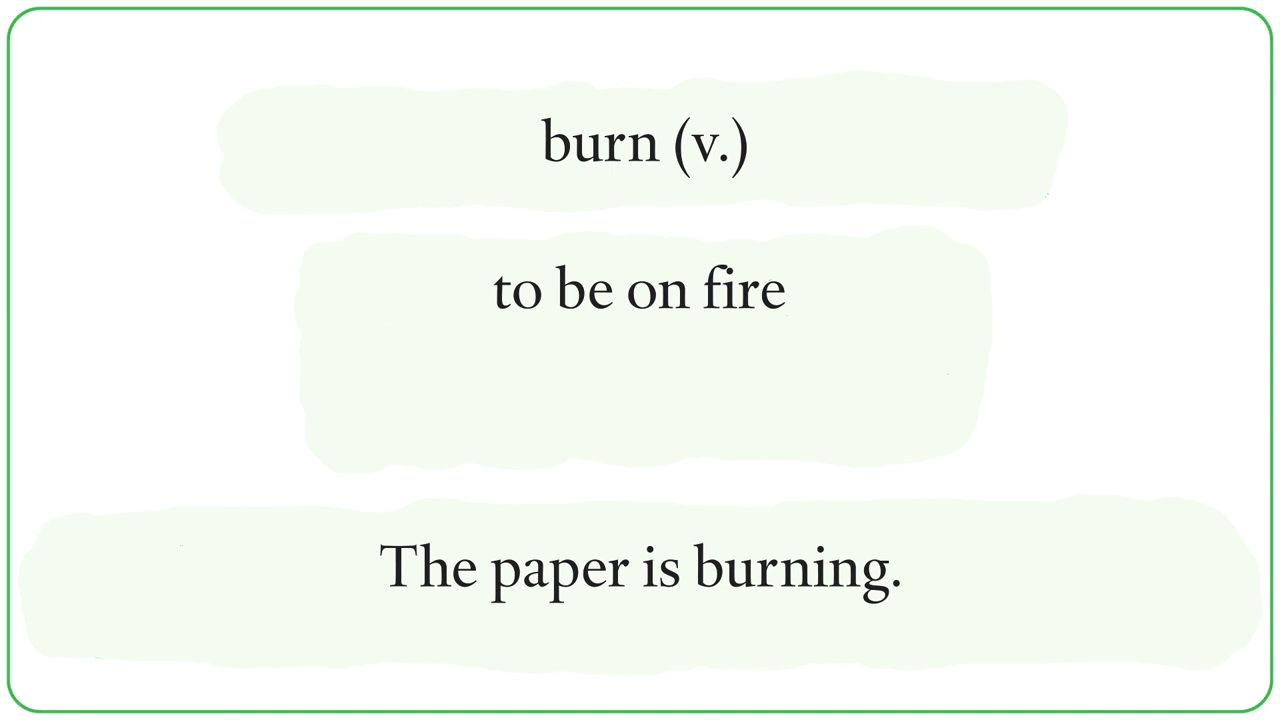 burn (v.)
to be on fire
The paper is burning.